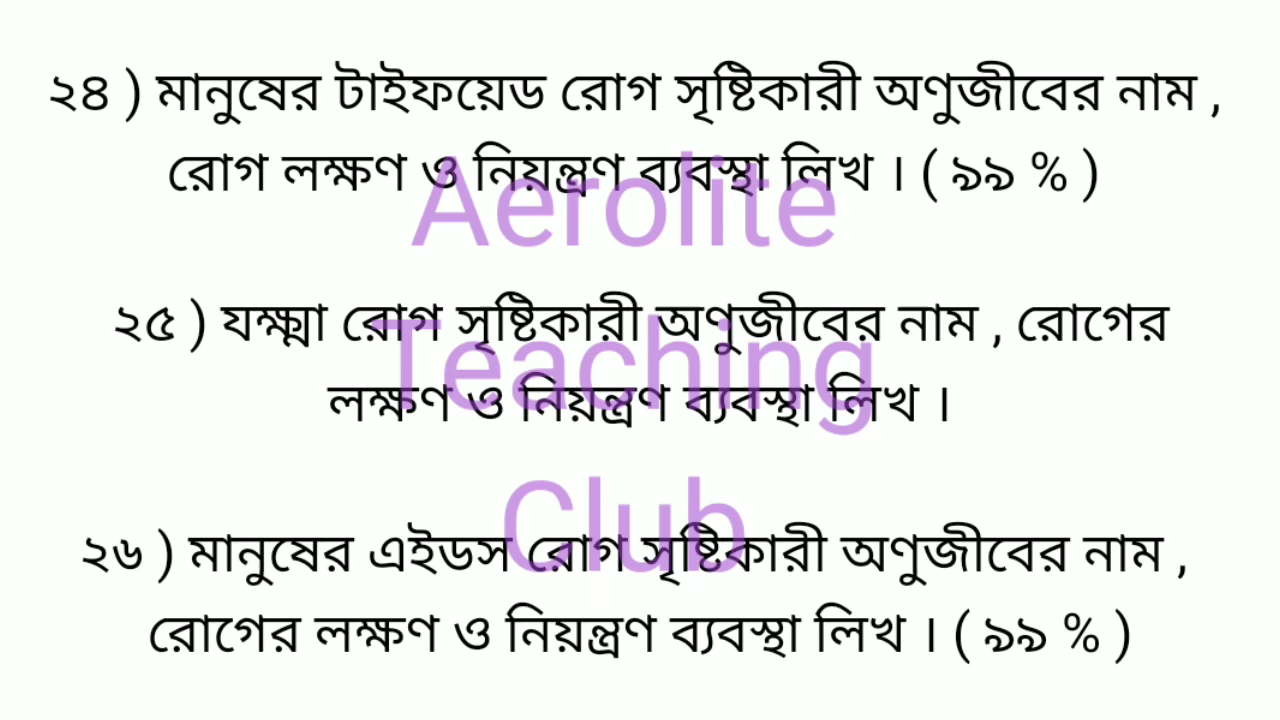 ২৪ ) মানুষের টাইফয়েড রোগ সৃষ্টিকারী অণুজীবের নাম ,
রোগ লক্ষণ ও নিয়ন্ত্রণ ব্যবস্থা লিখ । ( ৯৯ % )
Aerolite
২৫ ) যক্ষ্মা রোগ সৃষ্টিকারী অণুজীবের নাম , রোগের
Teaching
লক্ষণ ও নিয়ন্ত্রণ ব্যবস্থা লিখ ।
Club
২৬ ) মানুষের এইডস রোগ সৃষ্টিকারী অণুজীবের নাম ,
রোগের লক্ষণ ও নিয়ন্ত্রণ ব্যবস্থা লিখ । ( ৯৯ % )